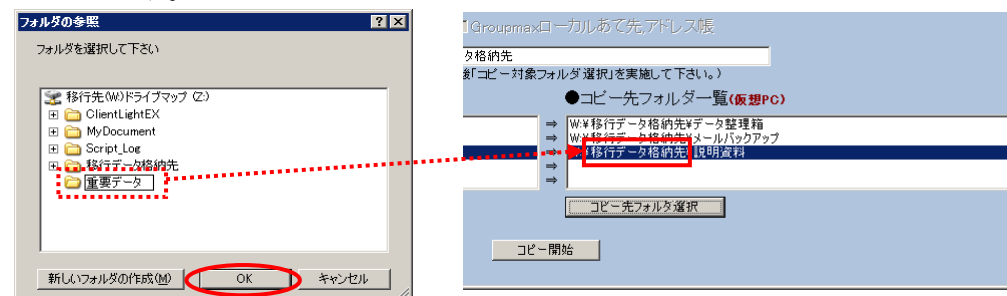 フォルダの参照
フォルダを選択して下さい
移行先(W)ドライブマップ (Z:)
ClientLightEX
MyDocument
Script_Log
移行データ格納先
重要データ
新しいフォルダの作成(M)
OK
キャンセル
Groupmaxローカルあて先,アドレス帳
タ格納先
後「コピー対象フォルダ選択」を実施して下さい。)
●コピー先フォルダ一覧(仮想PC)
⇒ W:¥移行データ格納先¥データ整理箱
⇒ W:¥移行データ格納先¥メールバックアップ
移行データ格納先¥説明資料
⇒
⇒
コピー先フォルダ選択
コピー開始